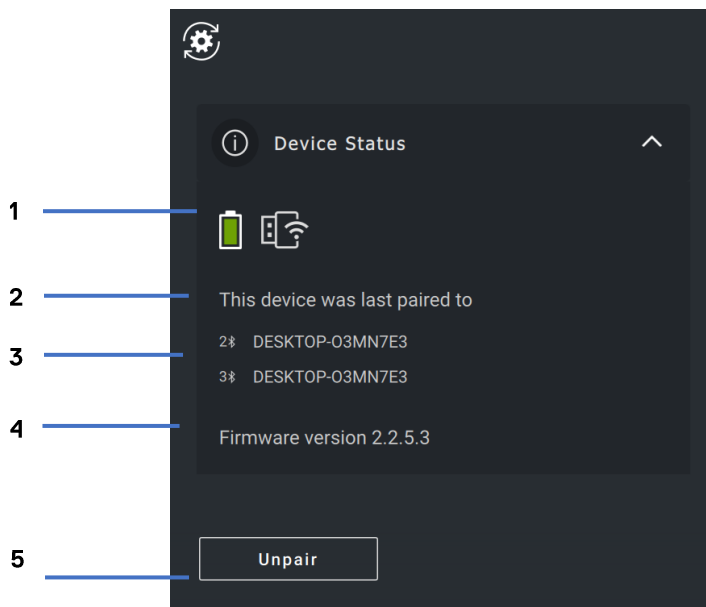 Device Status
1
2
This device was last paired to
2 DESKTOP-O3MN7E3
3
3 DESKTOP-O3MN7E3
4
Firmware version 2.2.5.3
5
Unpair